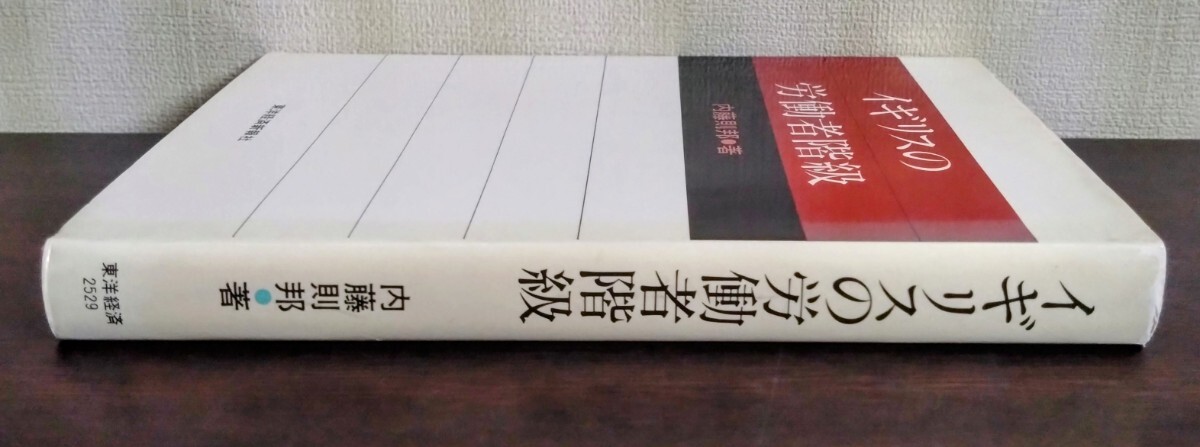 イギリスの
労働者階級
内藤則邦●著
東洋経済新報社
イギリスの労働者階級
内藤則邦●著
東洋経済
2529